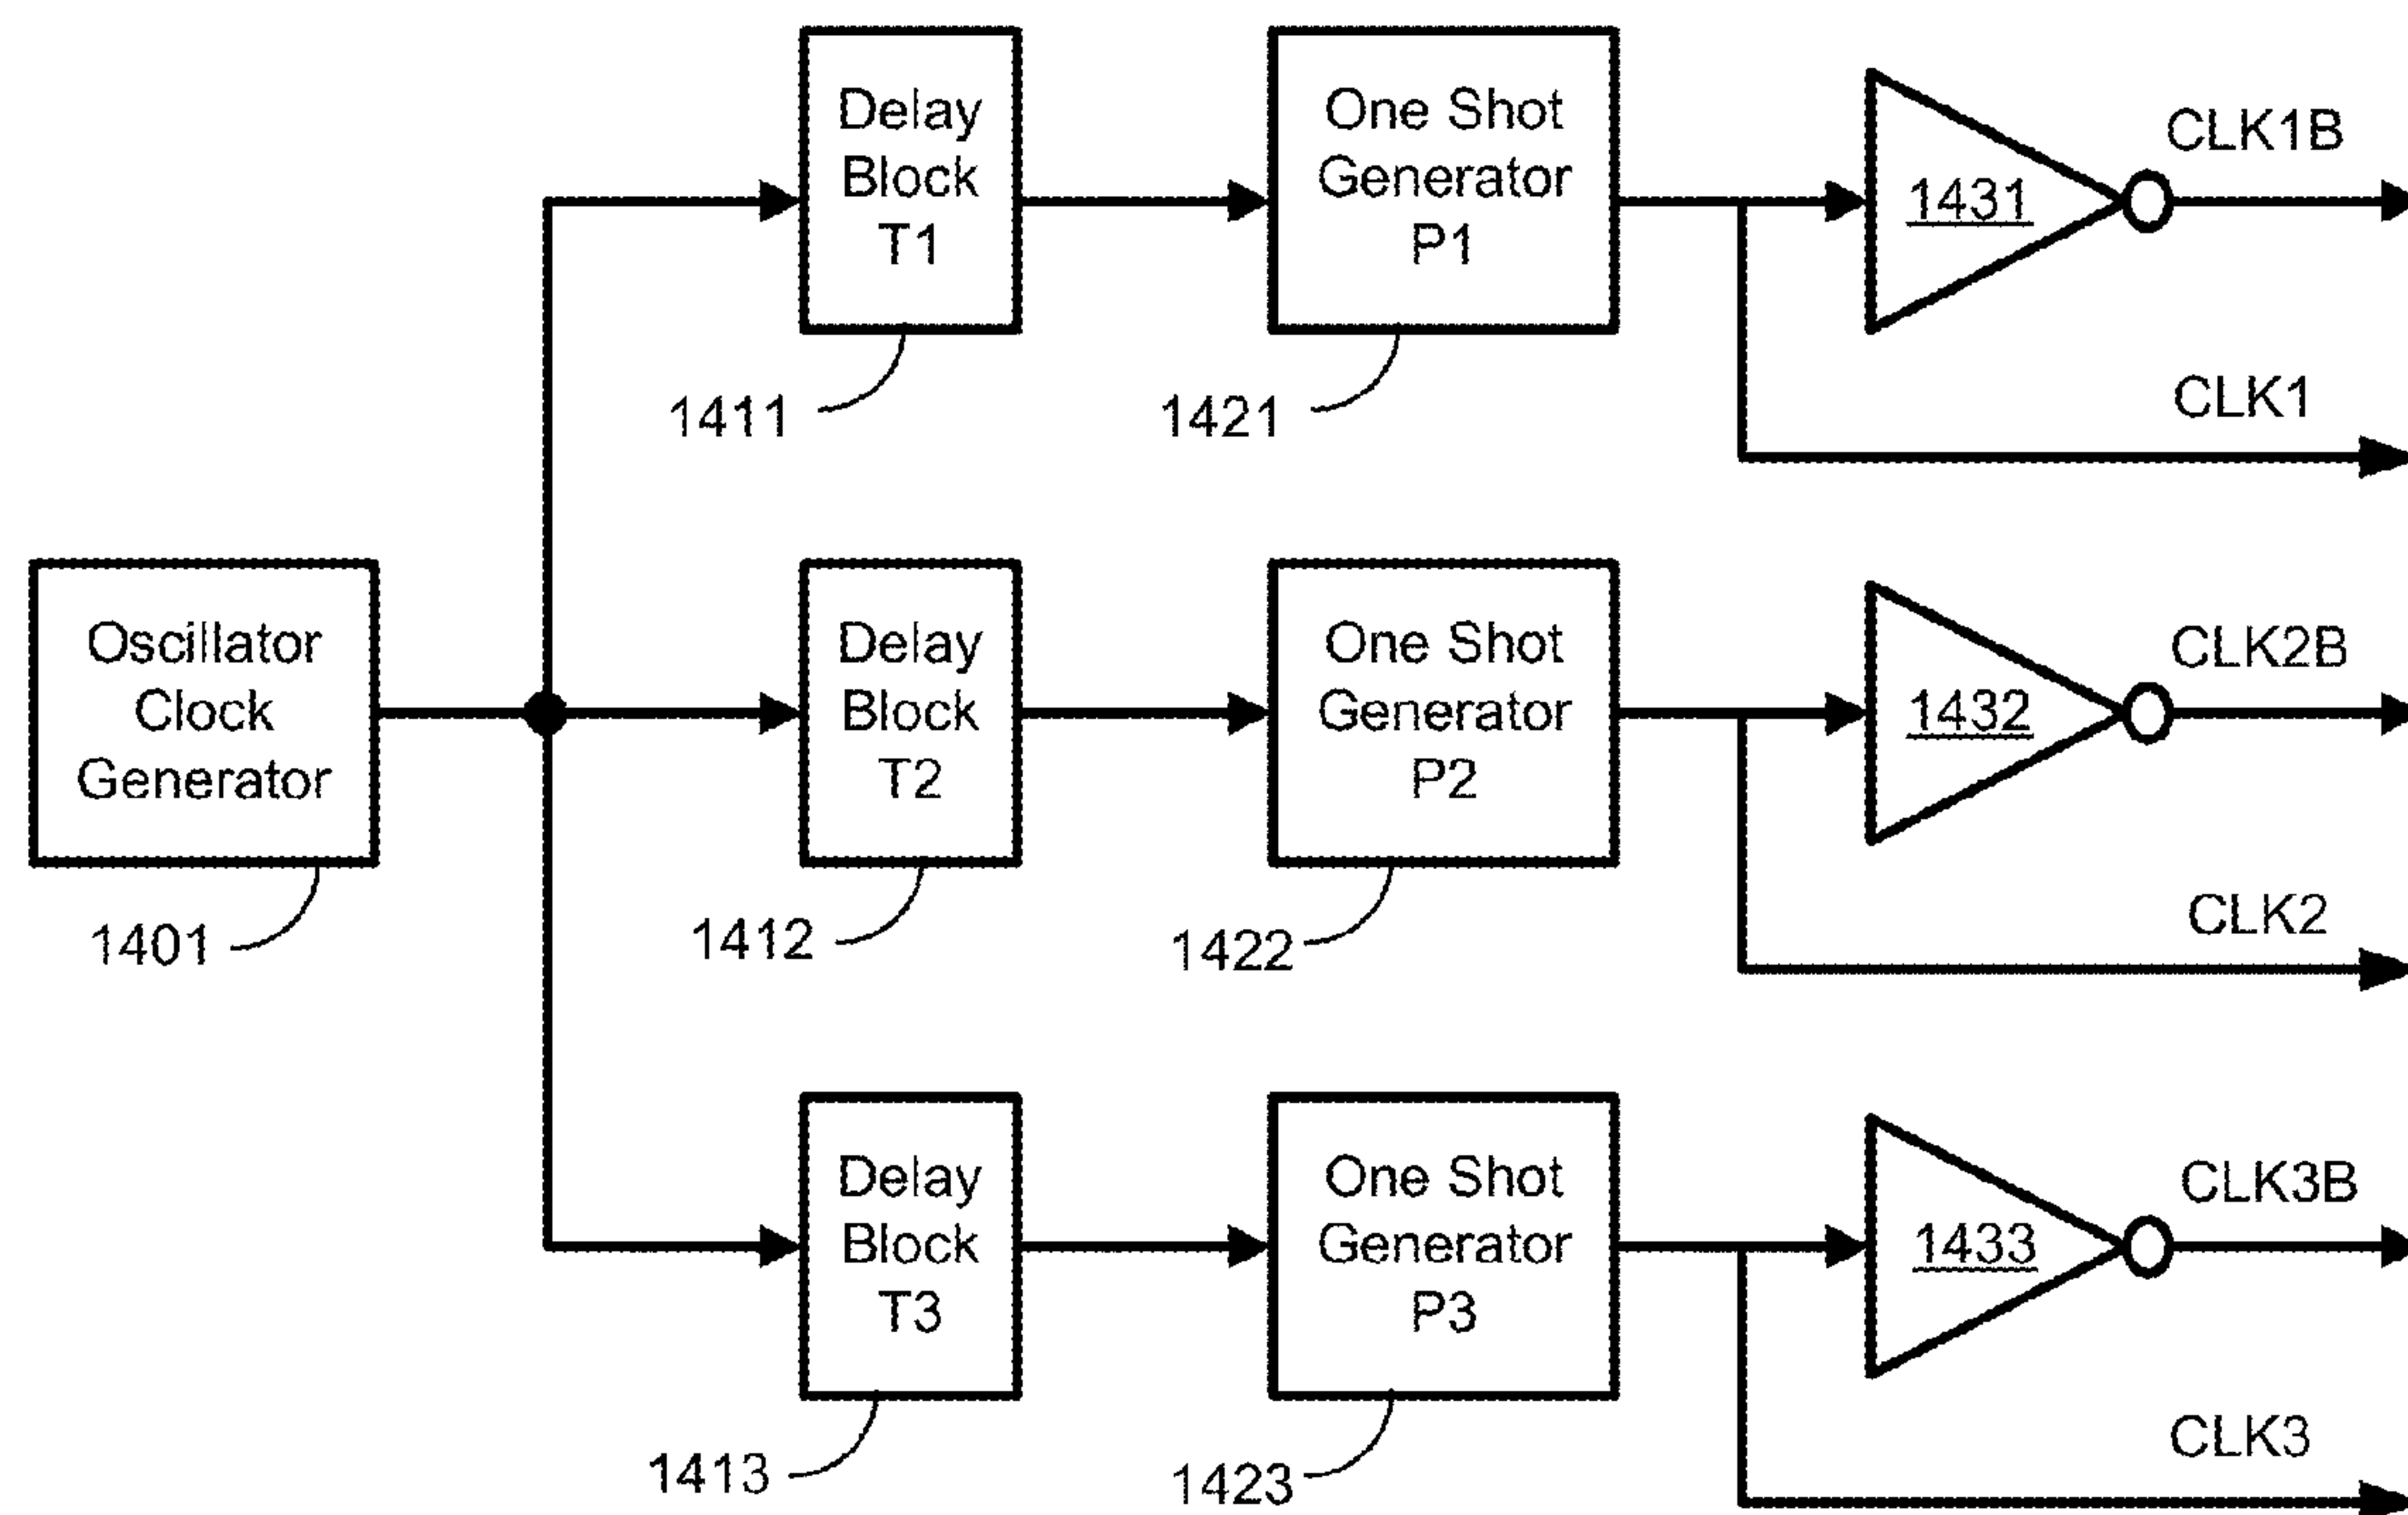 Delay
Block
T1
1411
One Shot
Generator
P1
1421
1431
CLK1B
CLK1
Oscillator
Clock
Generator
1401
Delay
Block
T2
1412
One Shot
Generator
P2
1422
1432
CLK2B
CLK2
Delay
Block
T3
1413
One Shot
Generator
P3
1423
1433
CLK3B
CLK3